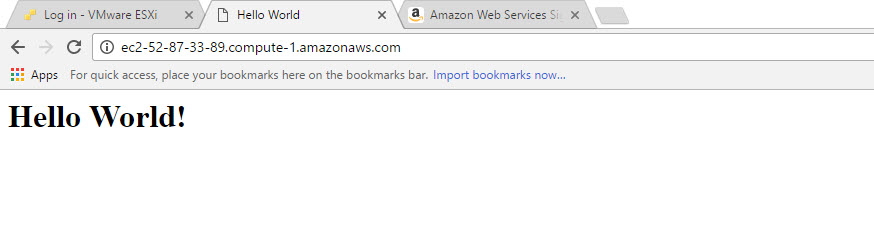 Log in - VMware ESXi
Hello World
Amazon Web Services Si
ec2-52-87-33-89.compute-1.amazonaws.com
Apps For quick access, place your bookmarks here on the bookmarks bar. Import bookmarks now...
Hello World!